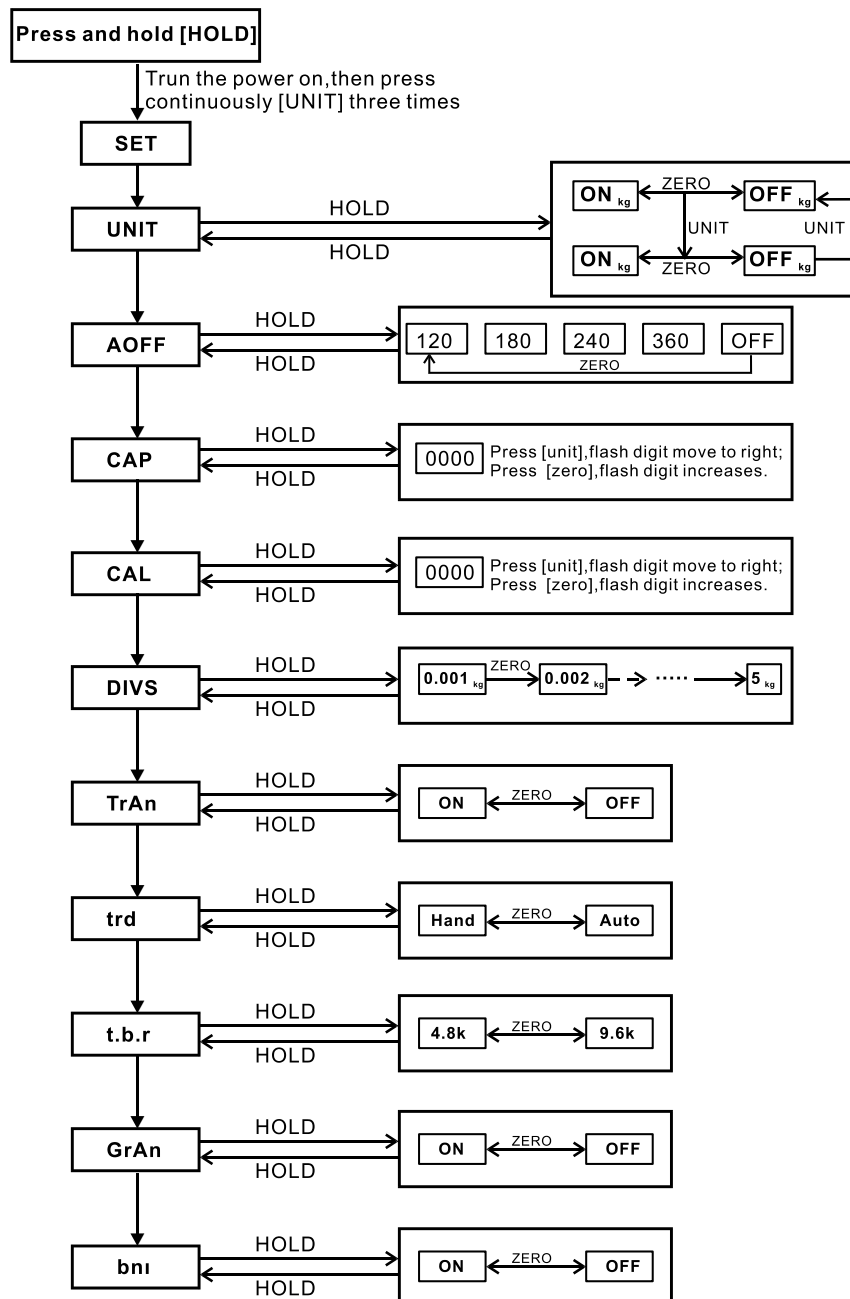 Press and hold [HOLD]
Trun the power on,then press
continuously [UNIT] three times
SET
UNIT
HOLD
HOLD
ON kg
ZERO
OFF kg
UNIT
UNIT
ON kg
ZERO
OFF kg
AOFF
HOLD
HOLD
120
180
240
360
OFF
ZERO
CAP
HOLD
HOLD
0000
Press [unit],flash digit move to right;
Press [zero],flash digit increases.
CAL
HOLD
HOLD
0000
Press [unit],flash digit move to right;
Press [zero],flash digit increases.
DIVS
HOLD
HOLD
0.001 kg
ZERO
0.002 kg
.....
5 kg
TrAn
HOLD
HOLD
ON
ZERO
OFF
trd
HOLD
HOLD
Hand
ZERO
Auto
t.b.r
HOLD
HOLD
4.8k
ZERO
9.6k
GrAn
HOLD
HOLD
ON
ZERO
OFF
bnı
HOLD
HOLD
ON
ZERO
OFF